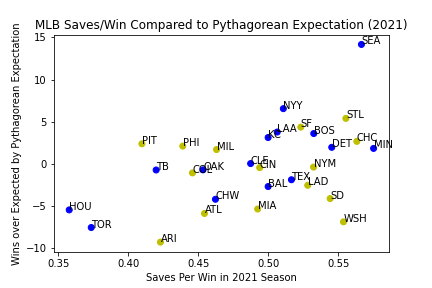 MLB Saves/Win Compared to Pythagorean Expectation (2021)
Wins over Expected by Pythagorean Expectation
15
10
5
0
−5
−10
SEA
NYY
STL
SF
LAA
BOS
KC
CHC
PIT
PHI
MIL
DET
MIN
CLE
CIN
NYM
TB
COL
OAK
TEX
LAD
BAL
CHW
SD
HOU
ATL
MIA
TOR
WSH
ARI
0.35
0.40
0.45
0.50
0.55
Saves Per Win in 2021 Season